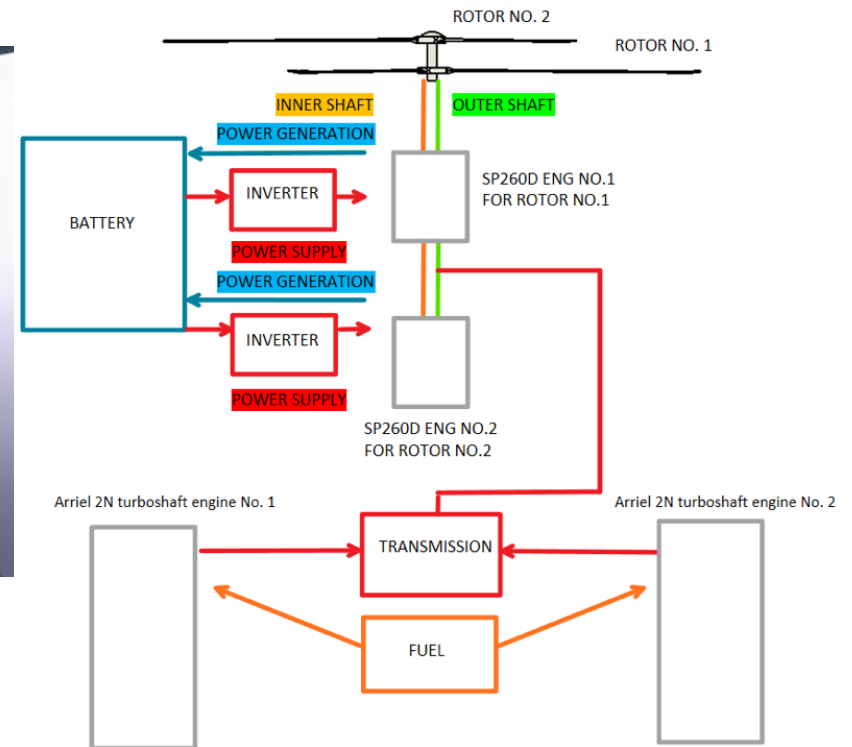 ROTOR NO. 2
ROTOR NO. 1
INNER SHAFT
OUTER SHAFT
POWER GENERATION
SP260D ENG NO.1
FOR ROTOR NO.1
INVERTER
BATTERY
POWER SUPPLY
POWER GENERATION
INVERTER
POWER SUPPLY
SP260D ENG NO.2
FOR ROTOR NO.2
Arriel 2N turboshaft engine No. 1
Arriel 2N turboshaft engine No. 2
TRANSMISSION
FUEL